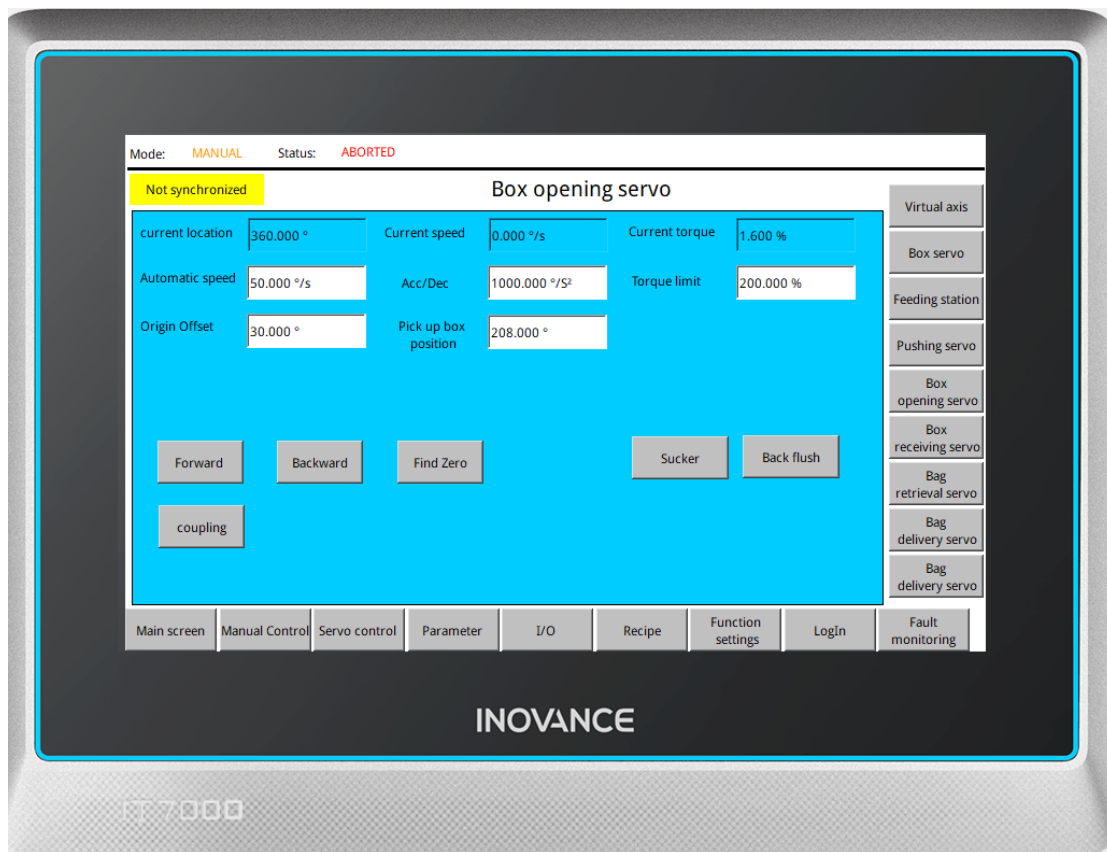 Mode: MANUAL Status: ABORTED
Not synchronized
Box opening servo
current location 360.000 ° Current speed 0.000 °/s Current torque 1.600 %
Automatic speed 50.000 °/s Acc/Dec 1000.000 °/S² Torque limit 200.000 %
Origin Offset 30.000 ° Pick up box
position 208.000 °
Forward Backward Find Zero Sucker Back flush
coupling
Virtual axis
Box servo
Feeding station
Pushing servo
Box
opening servo
Box
receiving servo
Bag
retrieval servo
Bag
delivery servo
Bag
delivery servo
Main screen Manual Control Servo control Parameter I/O Recipe Function
settings LogIn Fault
monitoring
INOVANCE
IT 7000